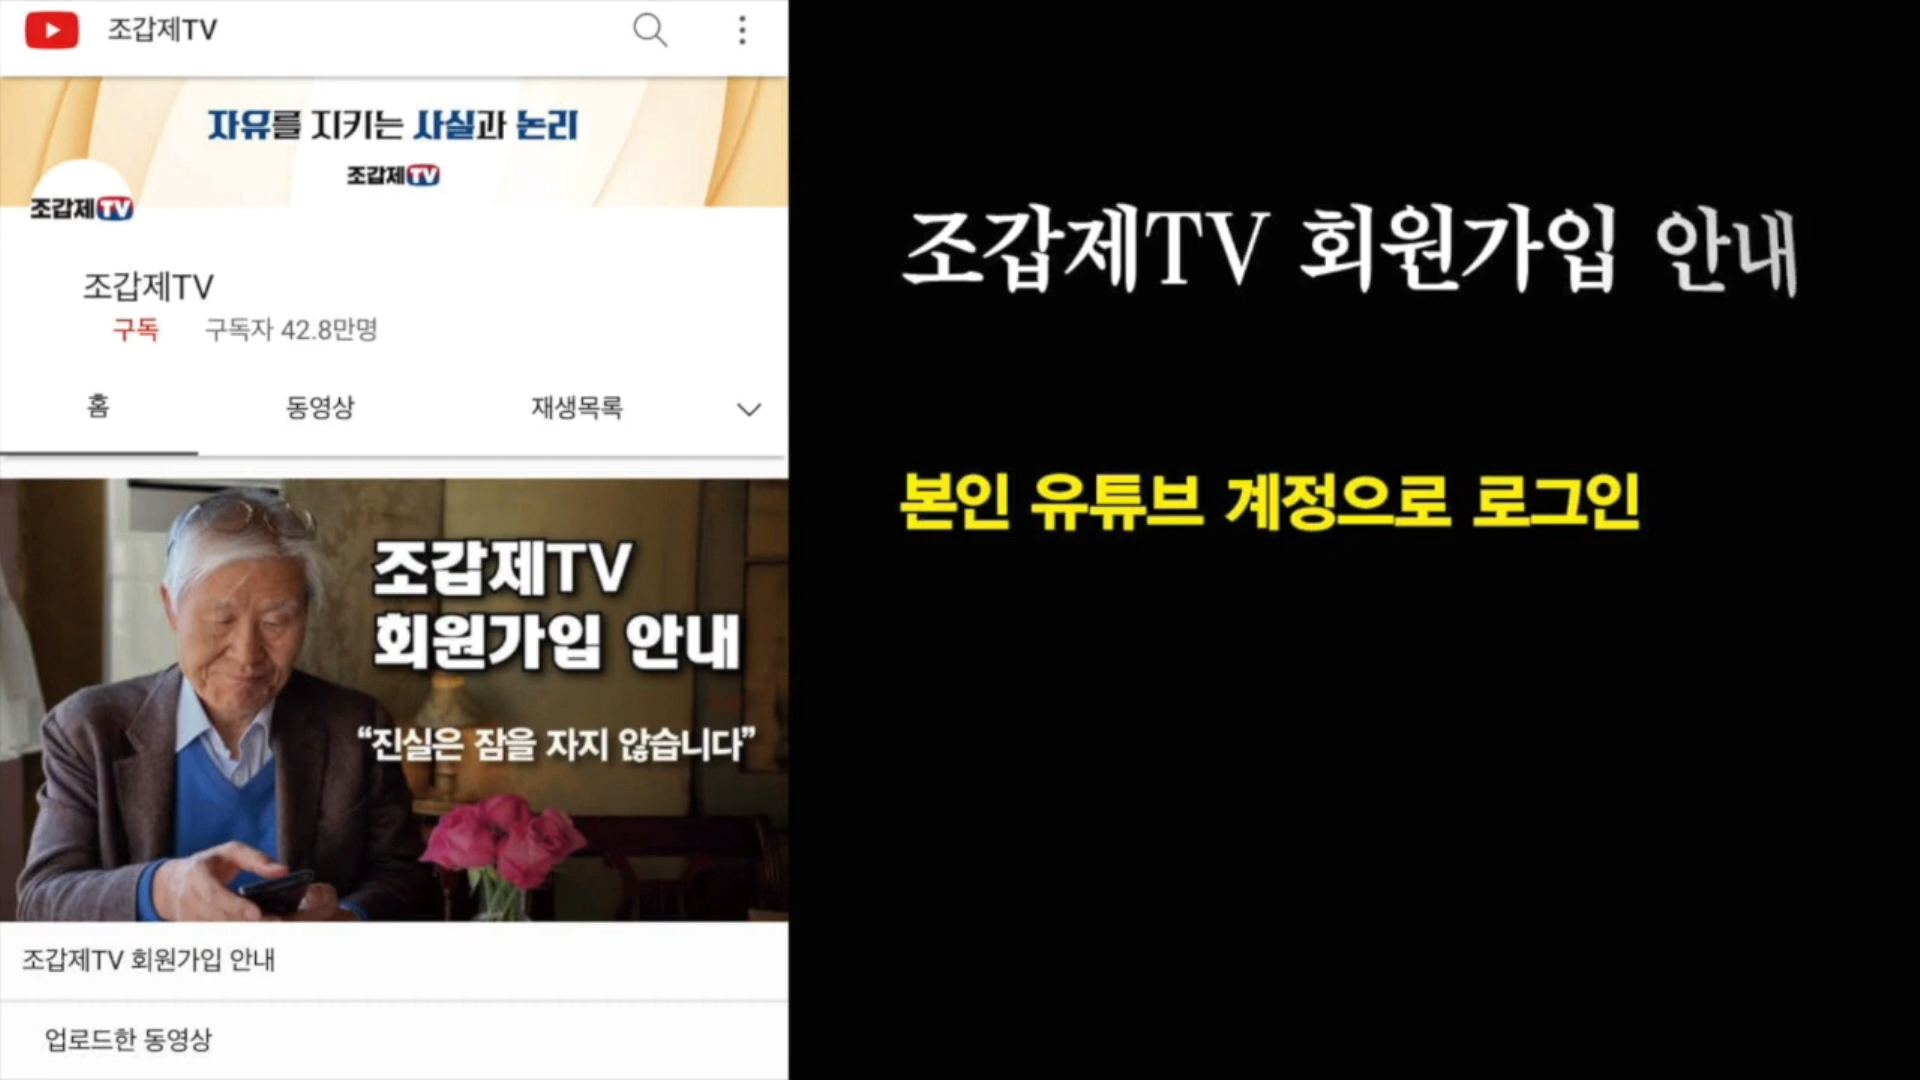 조갑제TV
자유를 지키는 사실과 논리
조갑제TV
조갑제TV
조갑제TV
구독 구독자 42.8만명
홈 동영상 재생목록
조갑제TV
회원가입 안내
“진실은 잠을 자지 않습니다”
조갑제TV 회원가입 안내
업로드한 동영상
조갑제TV 회원가입 안내
본인 유튜브 계정으로 로그인